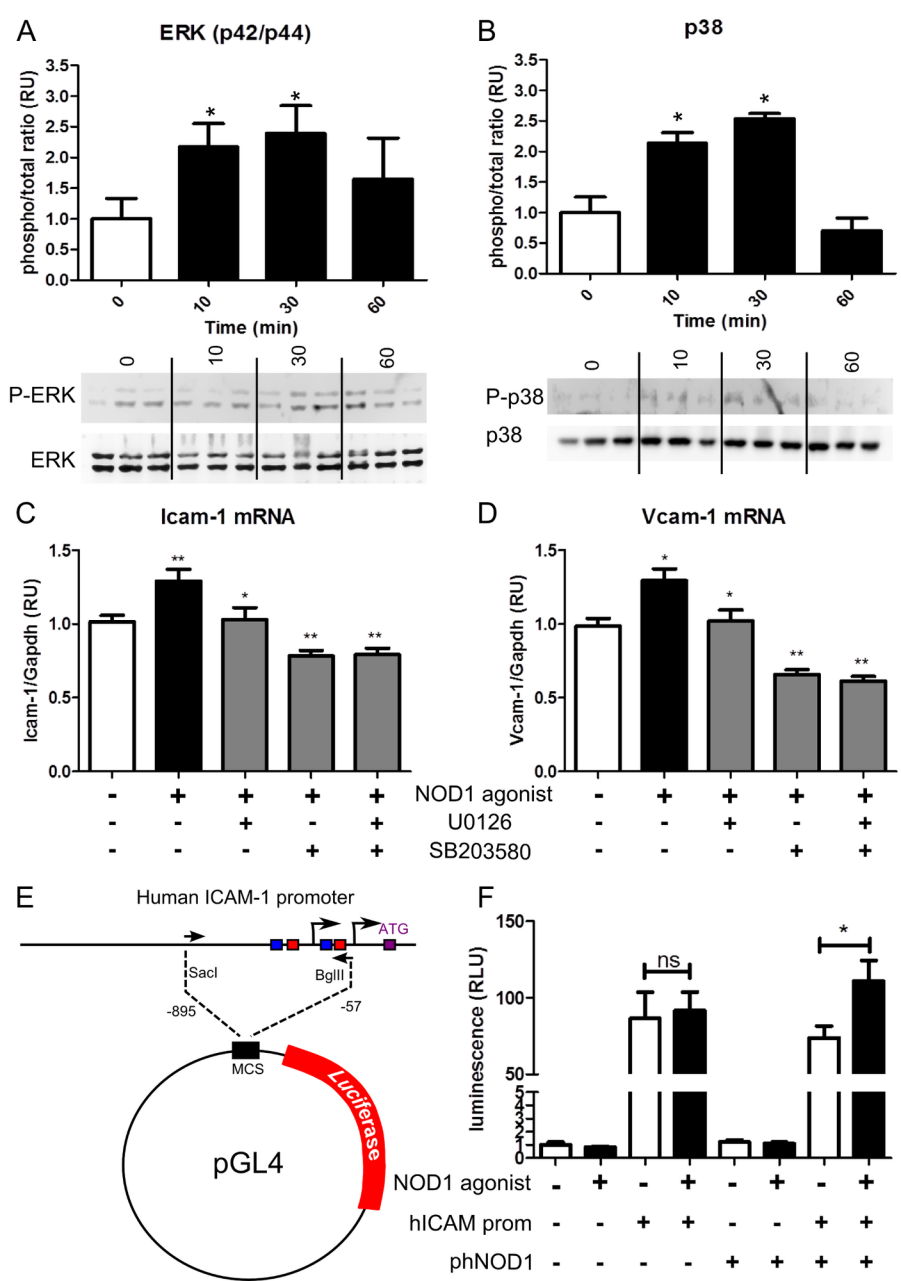 A
ERK (p42/p44)
phospho/total ratio (RU)
3.5
3.0
2.5
2.0
1.5
1.0
0.5
0.0
* *
0 10 30 60
Time (min)
0 10 30 60
P-ERK
ERK
B
p38
phospho/total ratio (RU)
3.5
3.0
2.5
2.0
1.5
1.0
0.5
0.0
* *
0 10 30 60
Time (min)
0 10 30 60
P-p38
p38
C
Icam-1 mRNA
Icam-1/Gapdh (RU)
1.5
1.0
0.5
0.0
** * ** **
D
Vcam-1 mRNA
Vcam-1/Gapdh (RU)
1.5
1.0
0.5
0.0
* * ** **
- + + + + NOD1 agonist - + + + +
- - + - + U0126 - - + - +
- - - + + SB203580 - - - + +
E
Human ICAM-1 promoter
ATG
SacI BglII
-895 -57
MCS
Luciferase
pGL4
F
luminescence (RLU)
150
100
50
5
4
3
2
1
0
ns *
NOD1 agonist - + - + - + - +
hICAM prom - - + + - - + +
phNOD1 - - - - + + + +